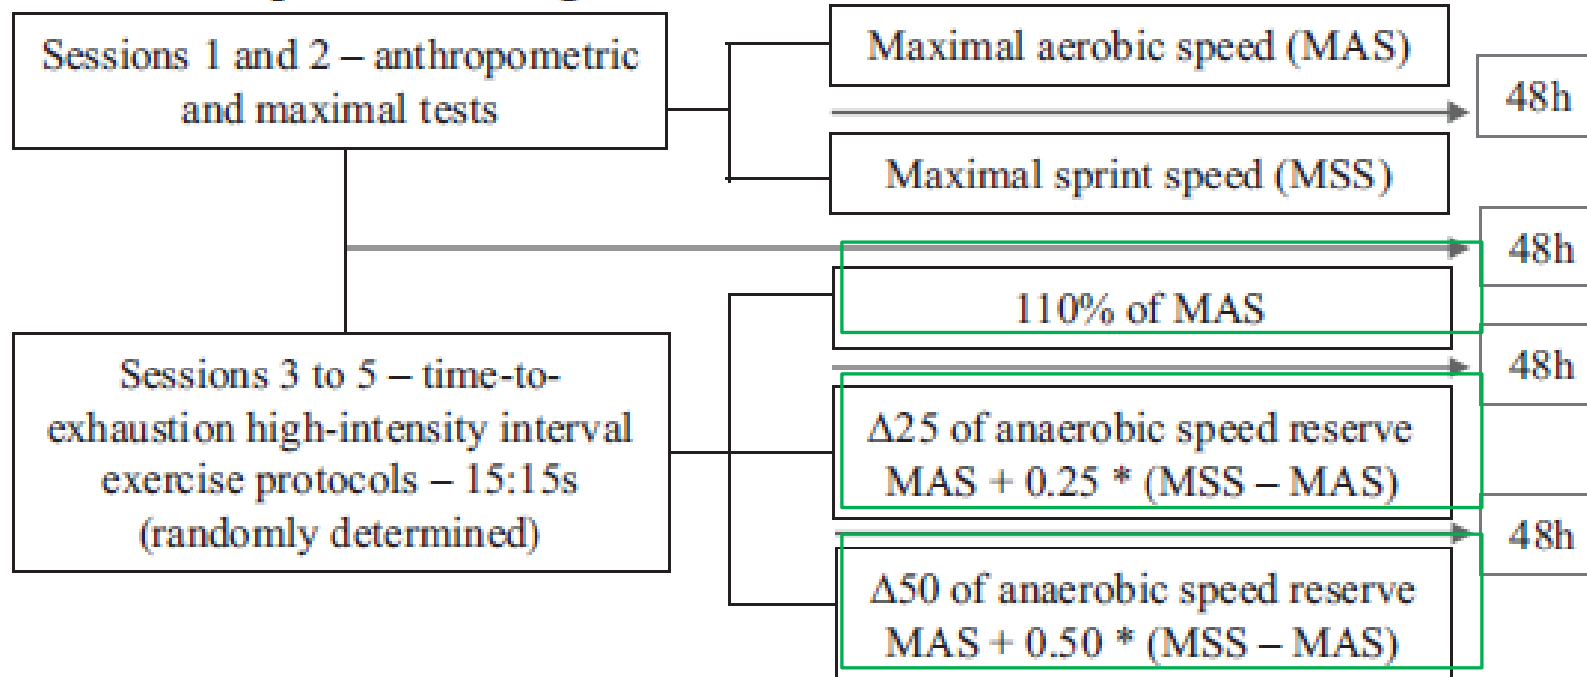 Sessions 1 and 2 – anthropometric
and maximal tests
Maximal aerobic speed (MAS)
48h
Maximal sprint speed (MSS)
48h
110% of MAS
48h
Sessions 3 to 5 – time-to-
exhaustion high-intensity interval
exercise protocols – 15:15s
(randomly determined)
Δ25 of anaerobic speed reserve
MAS + 0.25 * (MSS – MAS)
48h
Δ50 of anaerobic speed reserve
MAS + 0.50 * (MSS – MAS)